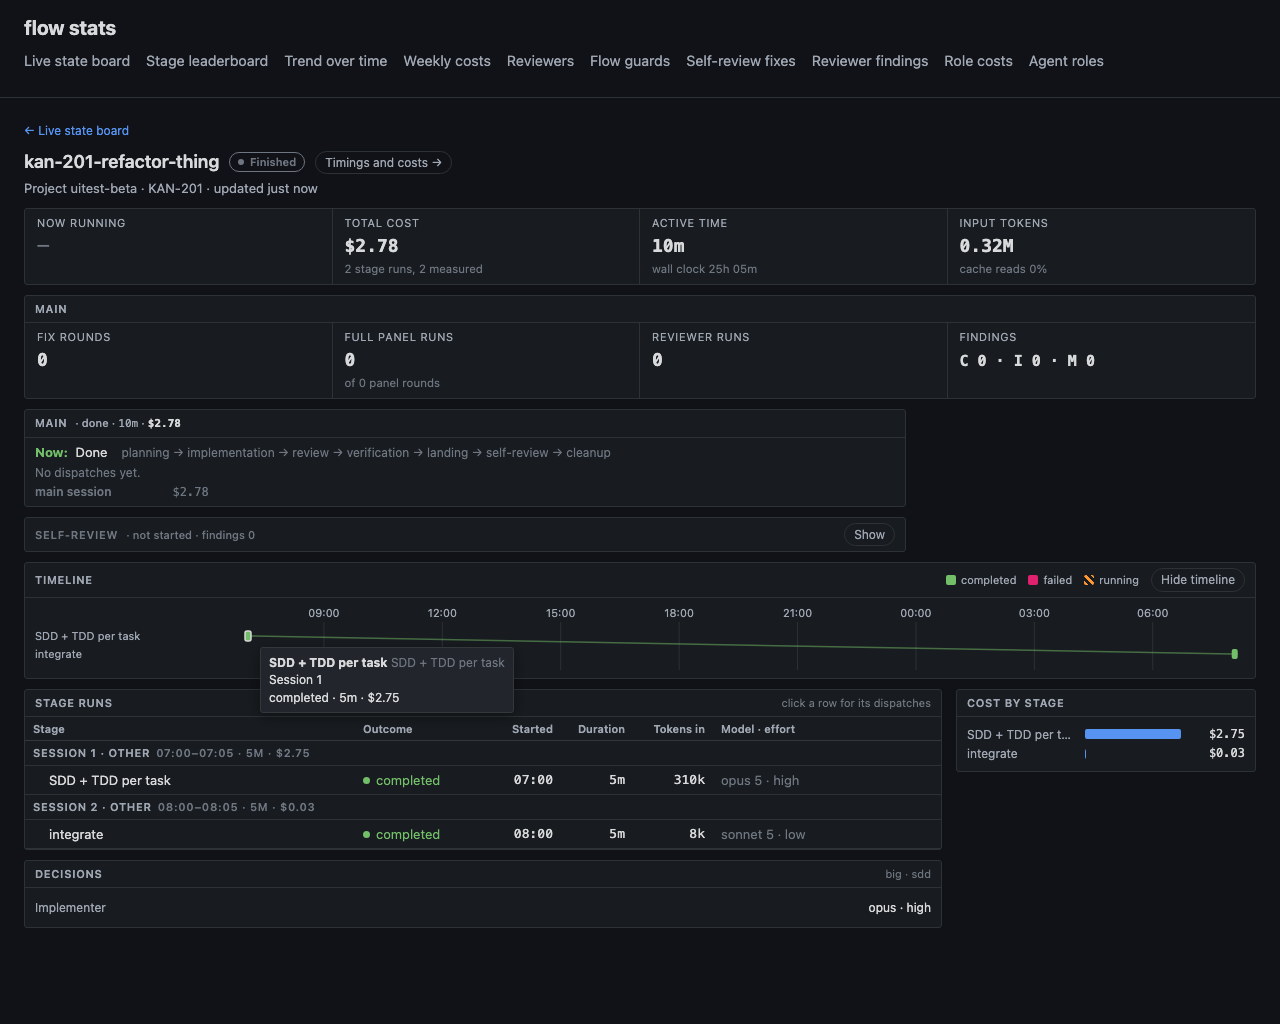 flow stats
Live state board Stage leaderboard Trend over time Weekly costs Reviewers Flow guards Self-review fixes Reviewer findings Role costs Agent roles
← Live state board
kan-201-refactor-thing Finished Timings and costs →
Project uitest-beta · KAN-201 · updated just now
NOW RUNNING TOTAL COST ACTIVE TIME INPUT TOKENS
— $2.78 10m 0.32M
2 stage runs, 2 measured wall clock 25h 05m cache reads 0%
MAIN
FIX ROUNDS FULL PANEL RUNS REVIEWER RUNS FINDINGS
0 0 0 C 0 · I 0 · M 0
of 0 panel rounds
MAIN · done · 10m · $2.78
Now: Done planning → implementation → review → verification → landing → self-review → cleanup
No dispatches yet.
main session $2.78
SELF-REVIEW · not started · findings 0 Show
TIMELINE completed failed running Hide timeline
09:00 12:00 15:00 18:00 21:00 00:00 03:00 06:00
SDD + TDD per task
integrate
SDD + TDD per task SDD + TDD per task
Session 1
completed · 5m · $2.75
STAGE RUNS click a row for its dispatches
Stage Outcome Started Duration Tokens in Model · effort
SESSION 1 · OTHER 07:00–07:05 · 5M · $2.75
SDD + TDD per task completed 07:00 5m 310k opus 5 · high
SESSION 2 · OTHER 08:00–08:05 · 5M · $0.03
integrate completed 08:00 5m 8k sonnet 5 · low
COST BY STAGE
SDD + TDD per t... $2.75
integrate $0.03
DECISIONS big · sdd
Implementer opus · high